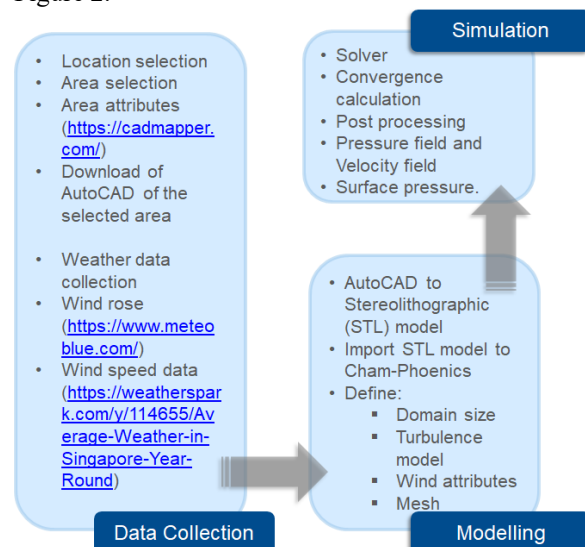 Figure 2.
• Location selection
• Area selection
• Area attributes
(https://cadmapper.
com/)
• Download of
AutoCAD of the
selected area
• Weather data
collection
• Wind rose
(https://www.meteo
blue.com/)
• Wind speed data
(https://weatherspar
k.com/y/114655/Av
erage-Weather-in-
Singapore-Year-
Round)
Data Collection
• AutoCAD to
Stereolithographic
(STL) model
• Import STL model to
Cham-Phoenics
• Define:
▪ Domain size
▪ Turbulence
model
▪ Wind attributes
▪ Mesh
Modelling
Simulation
• Solver
• Convergence
calculation
• Post processing
• Pressure field and
Velocity field
• Surface pressure.